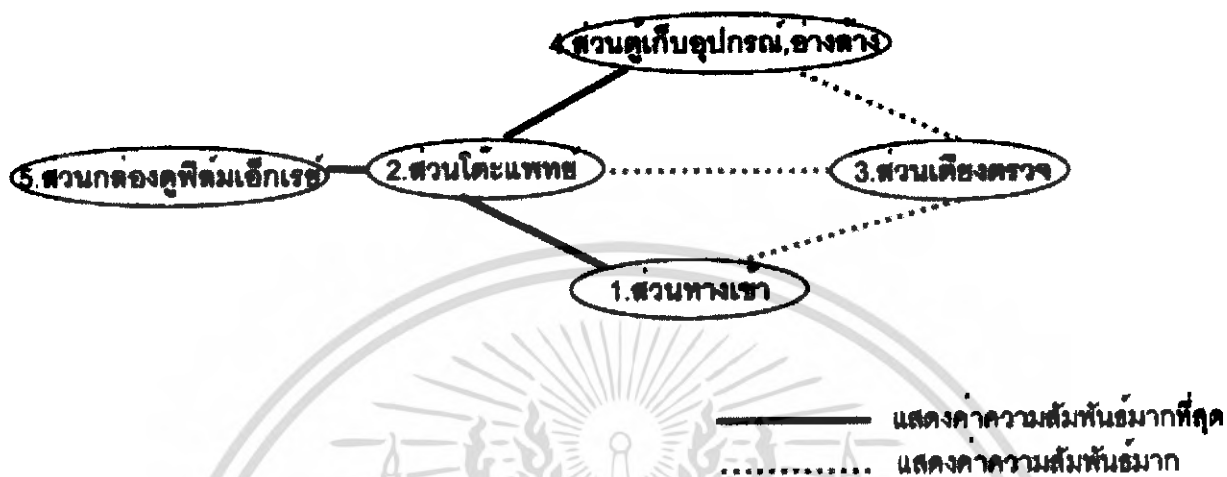 4.ส่วนตู้เก็บอุปกรณ์,อ่างล้าง
5.ส่วนกล่องดูฟิล์มเอ็กเรย์
2.ส่วนโต๊ะแพทย์
3.ส่วนเตียงตรวจ
1.ส่วนทางเข้า
แสดงค่าความสัมพันธ์มากที่สุด
แสดงค่าความสัมพันธ์มาก